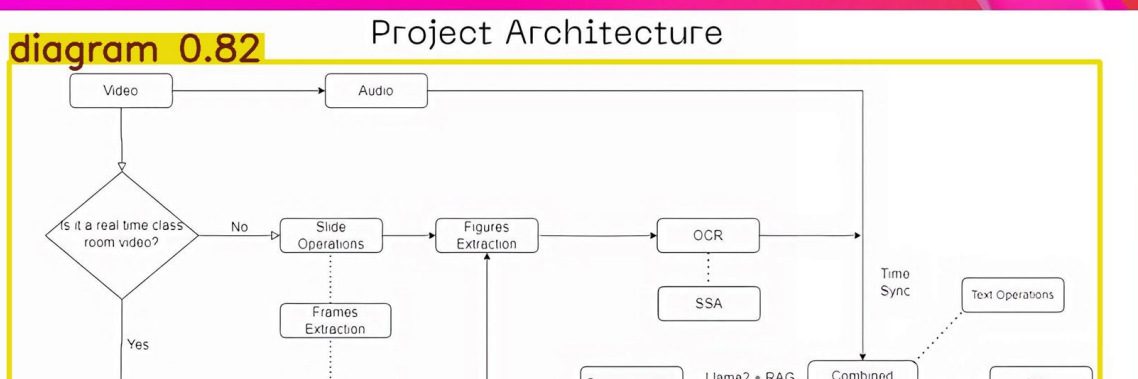 Project Architecture
diagram 0.82
Video
Audio
Is it a real time class
room video?
No
Slide
Operations
Figures
Extraction
OCR
Time
Sync
SSA
Text Operations
Frames
Extraction
Yes
Llama2 + RAG
Combined